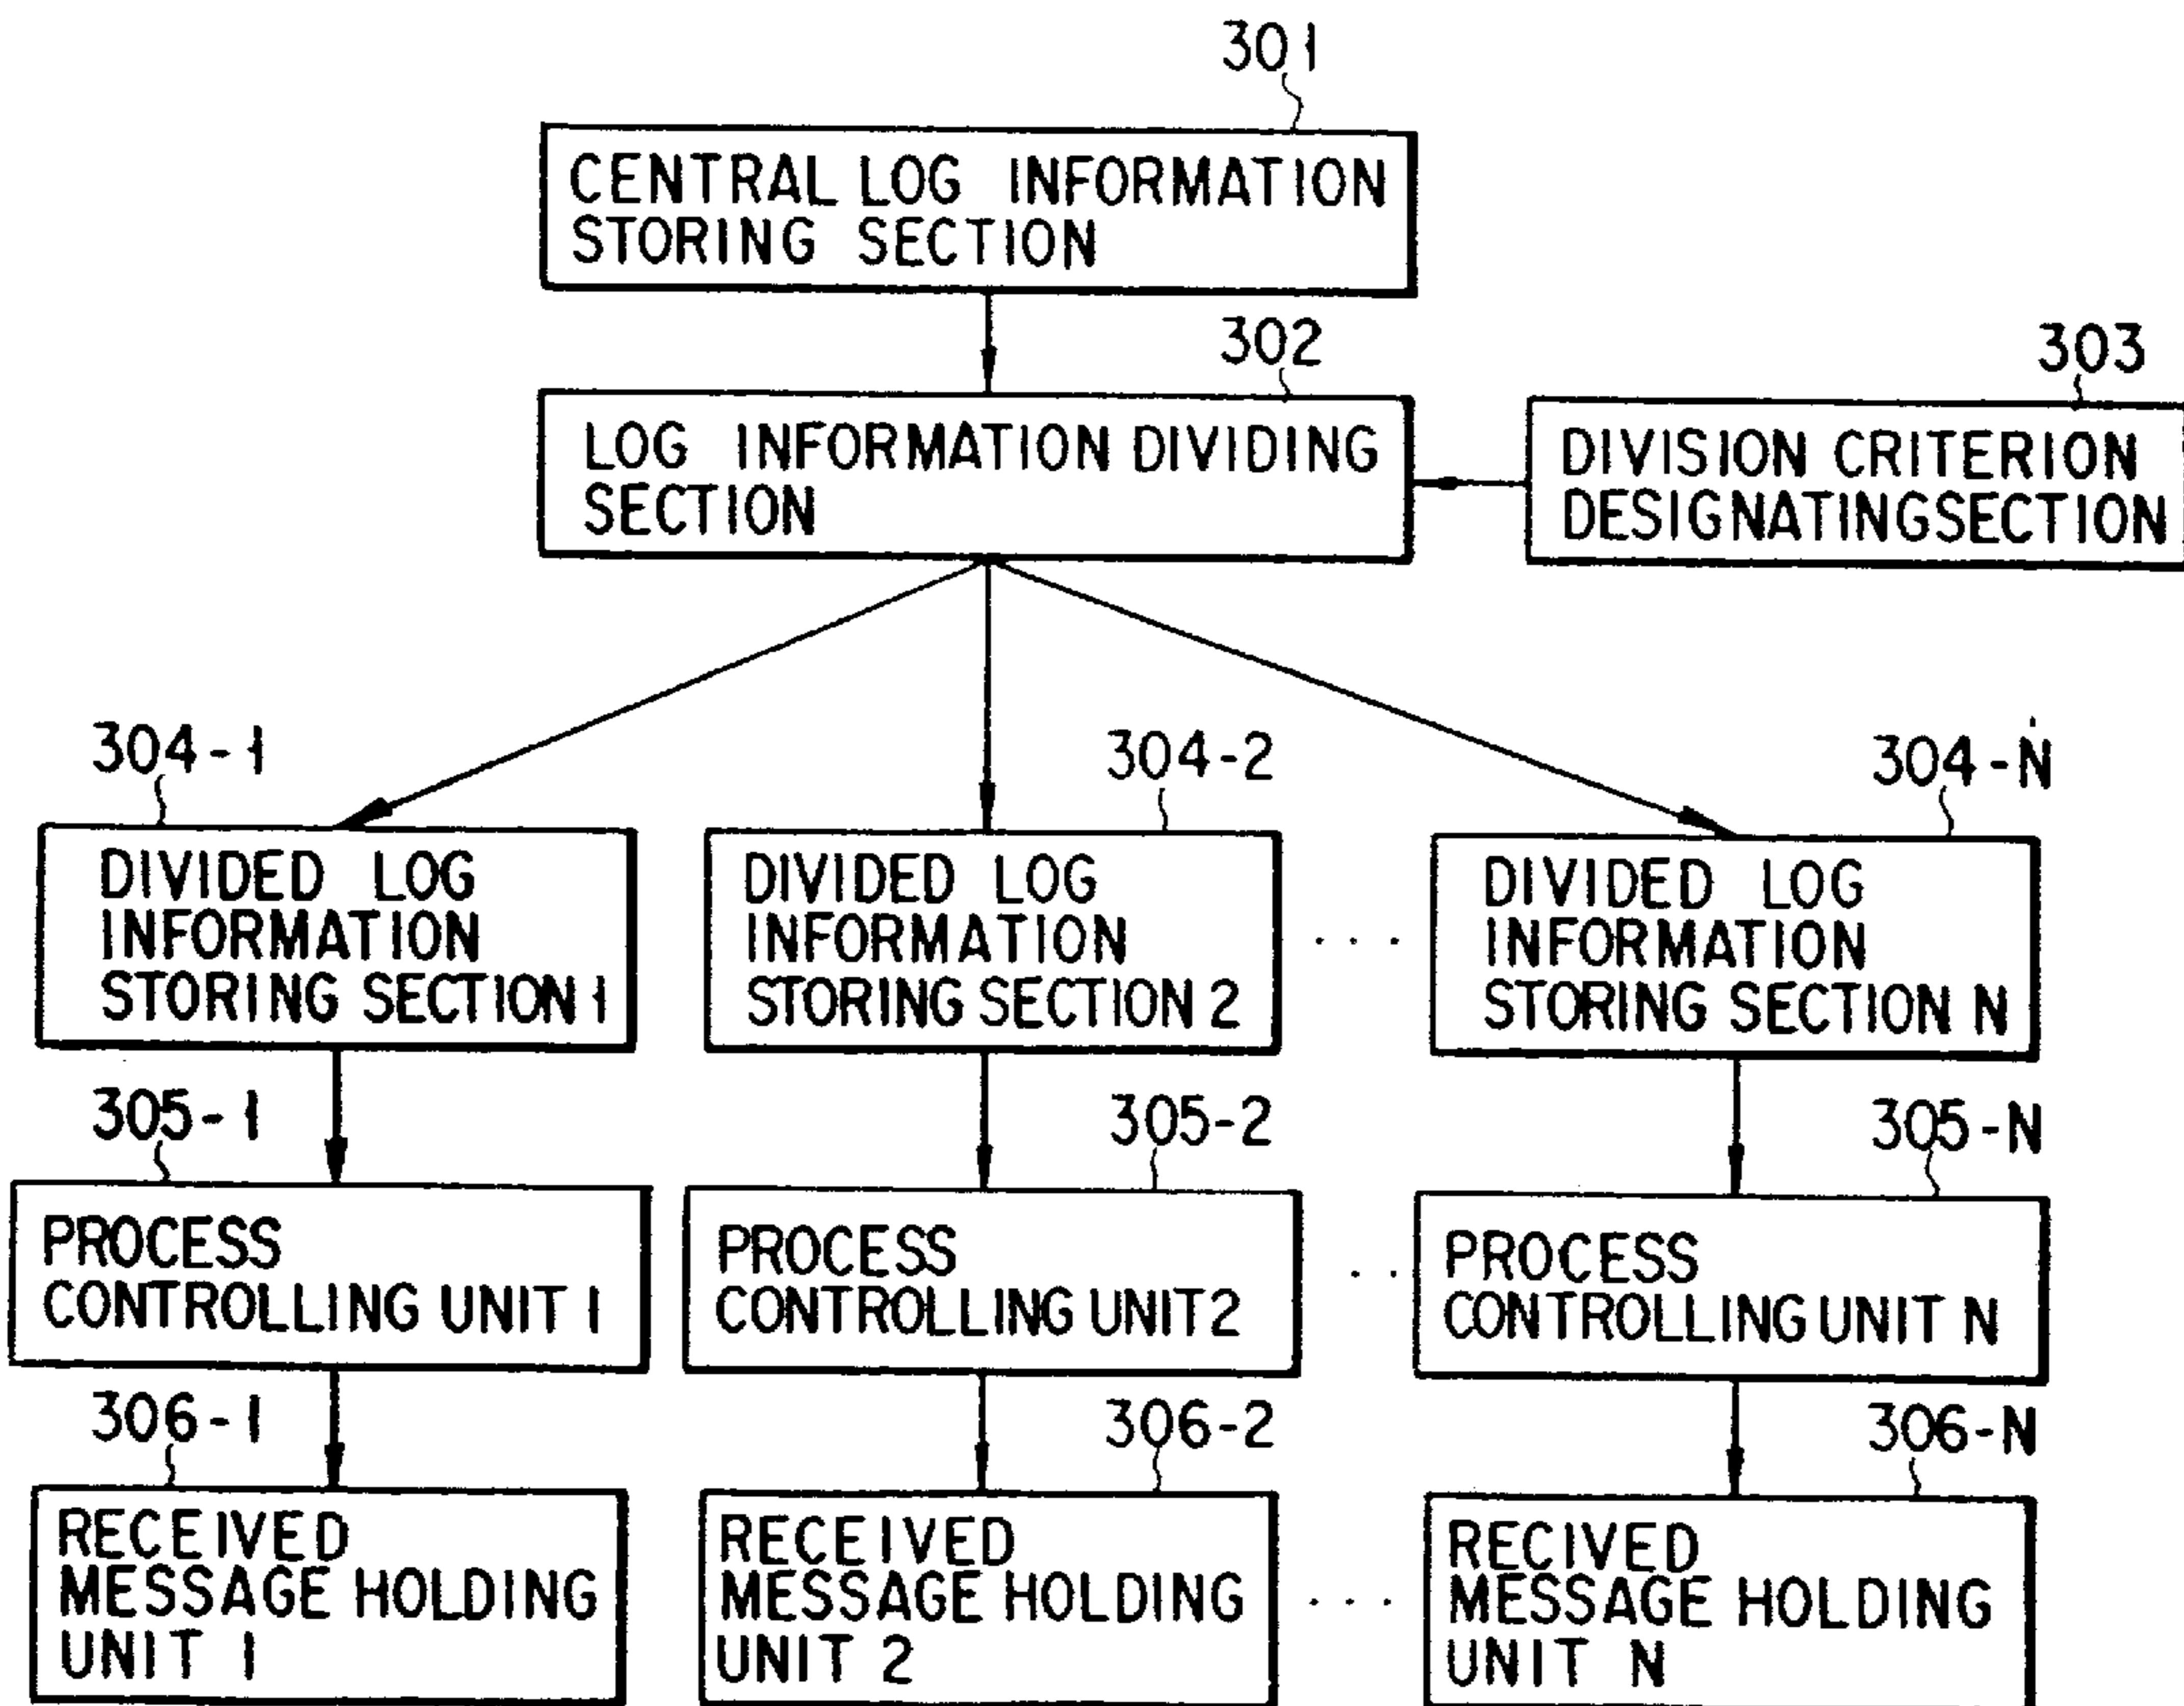 301
CENTRAL LOG INFORMATION
STORING SECTION
302
303
LOG INFORMATION DIVIDING
SECTION
DIVISION CRITERION
DESIGNATINGSECTION
304-1
304-2
304-N
DIVIDED LOG
INFORMATION
STORING SECTION 1
DIVIDED LOG
INFORMATION
STORING SECTION 2
...
DIVIDED LOG
INFORMATION
STORING SECTION N
305-1
305-2
305-N
PROCESS
CONTROLLING UNIT 1
PROCESS
CONTROLLING UNIT 2
..
PROCESS
CONTROLLING UNIT N
306-1
306-2
306-N
RECEIVED
MESSAGE HOLDING
UNIT 1
RECEIVED
MESSAGE HOLDING
UNIT 2
...
RECIVED
MESSAGE HOLDING
UNIT N